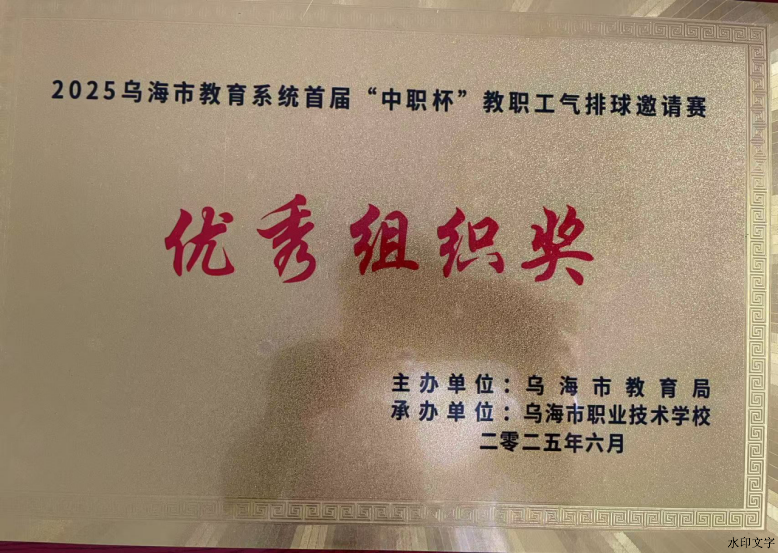 2025乌海市教育系统首届“中职杯”教职工气排球邀请赛
优秀组织奖
主办单位：乌海市教育局
承办单位：乌海市职业技术学校
二零二五年六月
水印文字